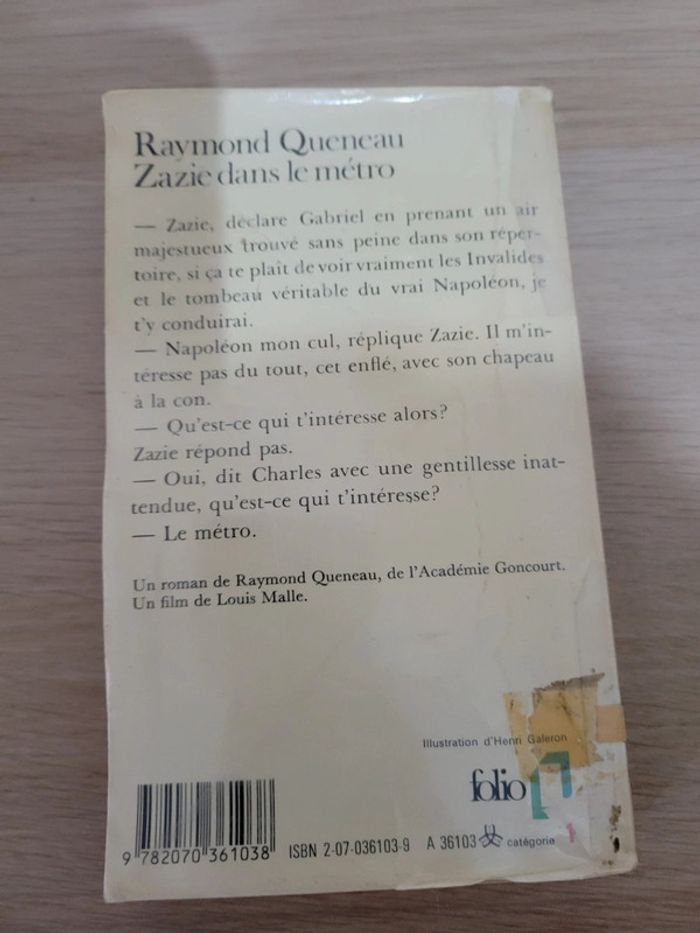 Raymond Queneau
Zazie dans le métro
— Zazie, déclare Gabriel en prenant un air
majestueux trouvé sans peine dans son réper-
toire, si ça te plaît de voir vraiment les Invalides
et le tombeau véritable du vrai Napoléon, je
t'y conduirai.
— Napoléon mon cul, réplique Zazie. Il m'in-
téresse pas du tout, cet enflé, avec son chapeau
à la con.
— Qu'est-ce qui t'intéresse alors?
Zazie répond pas.
— Oui, dit Charles avec une gentillesse inat-
tendue, qu'est-ce qui t'intéresse?
— Le métro.
Un roman de Raymond Queneau, de l'Académie Goncourt.
Un film de Louis Malle.
Illustration d'Henri Galeron
folio
9 782070 361038 ISBN 2-07-036103-9 A 36103 catégorie 1